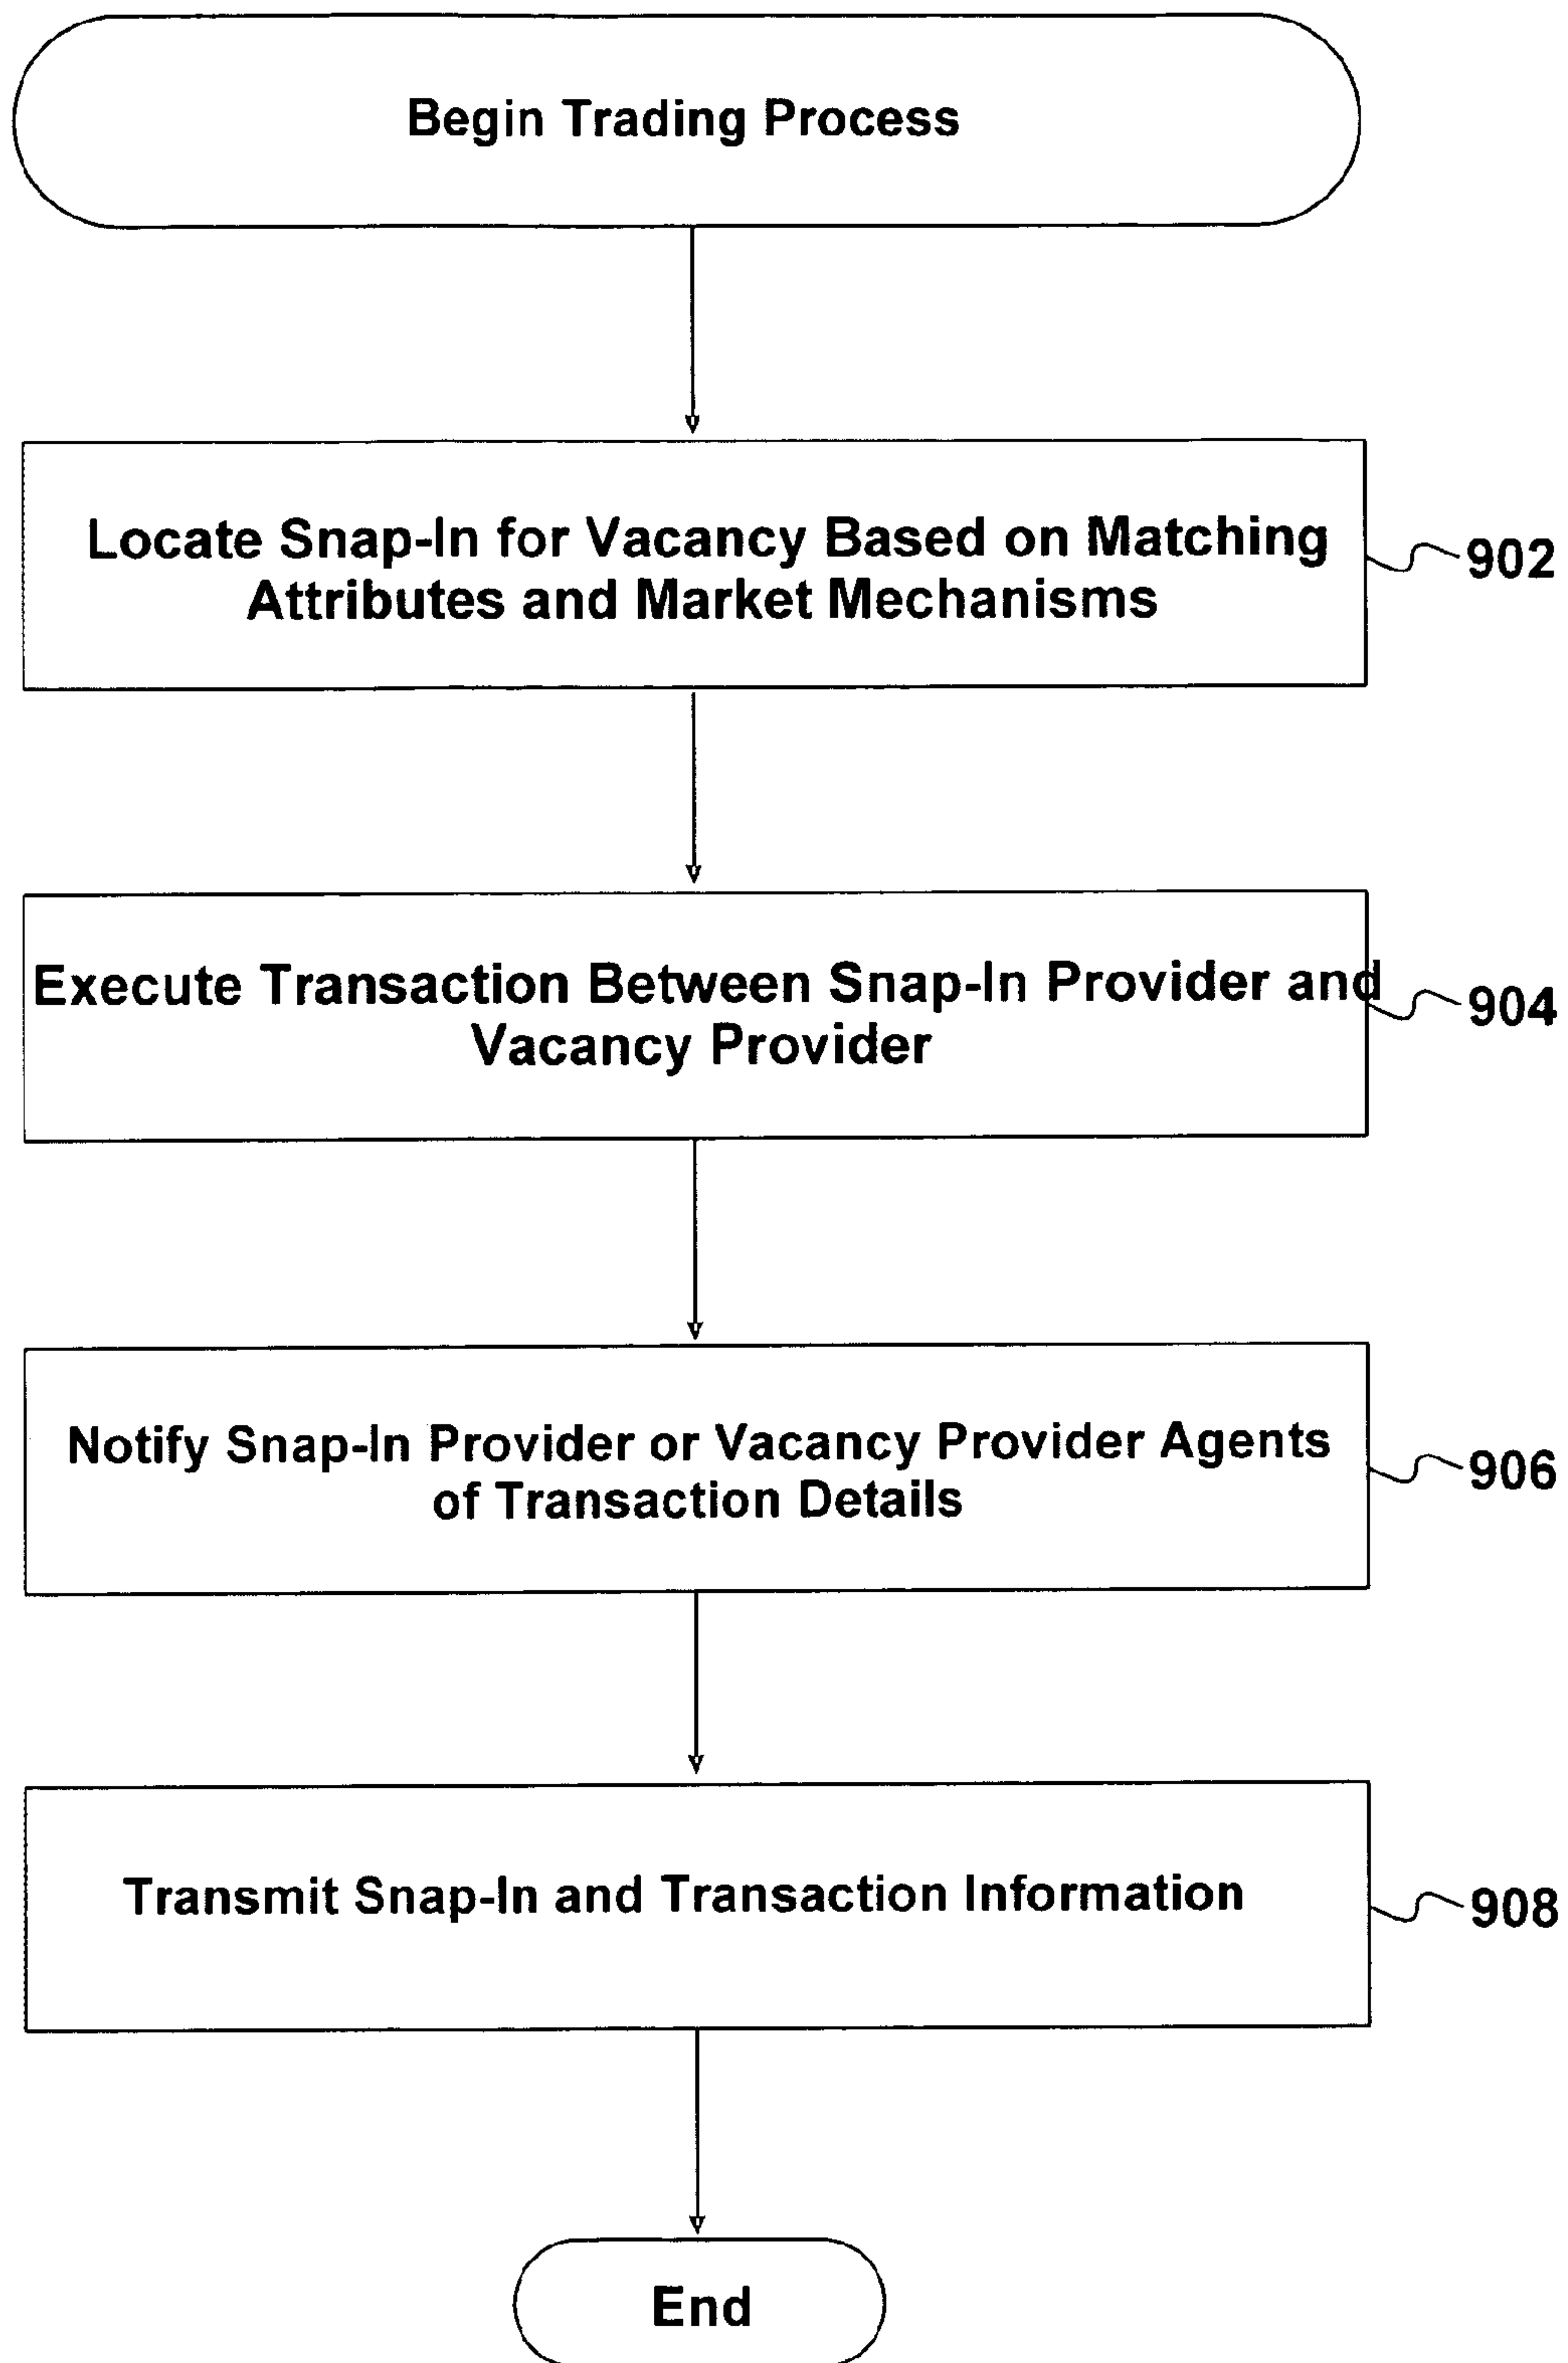 Begin Trading Process
Locate Snap-In for Vacancy Based on Matching
Attributes and Market Mechanisms
902
Execute Transaction Between Snap-In Provider and
Vacancy Provider
904
Notify Snap-In Provider or Vacancy Provider Agents
of Transaction Details
906
Transmit Snap-In and Transaction Information
908
End